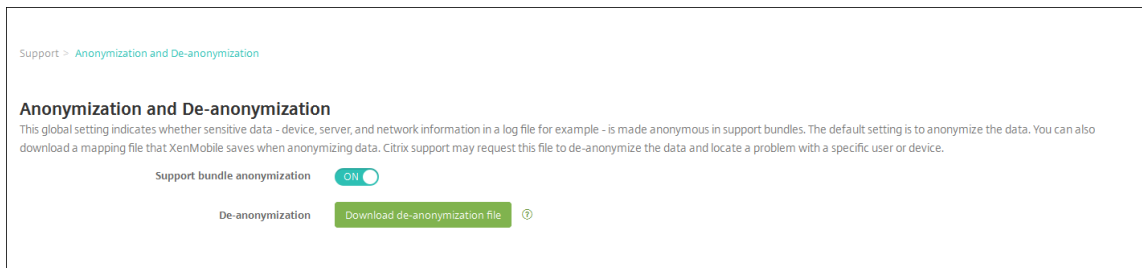 Support > Anonymization and De-anonymization
Anonymization and De-anonymization
This global setting indicates whether sensitive data - device, server, and network information in a log file for example - is made anonymous in support bundles. The default setting is to anonymize the data. You can also
download a mapping file that XenMobile saves when anonymizing data. Citrix support may request this file to de-anonymize the data and locate a problem with a specific user or device.
Support bundle anonymization ON
De-anonymization Download de-anonymization file ?